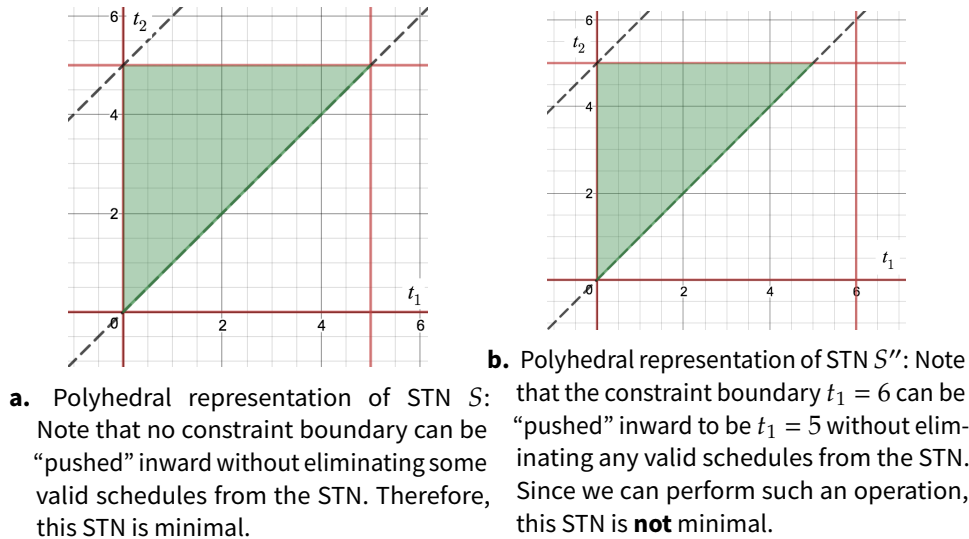 6
t₂
4
2
t₁
0
2
4
6
a. Polyhedral representation of STN S:
Note that no constraint boundary can be
“pushed” inward without eliminating some
valid schedules from the STN. Therefore,
this STN is minimal.
6
t₂
4
2
t₁
0
2
4
6
b. Polyhedral representation of STN S″: Note
that the constraint boundary t₁ = 6 can be
“pushed” inward to be t₁ = 5 without elim-
inating any valid schedules from the STN.
Since we can perform such an operation,
this STN is not minimal.